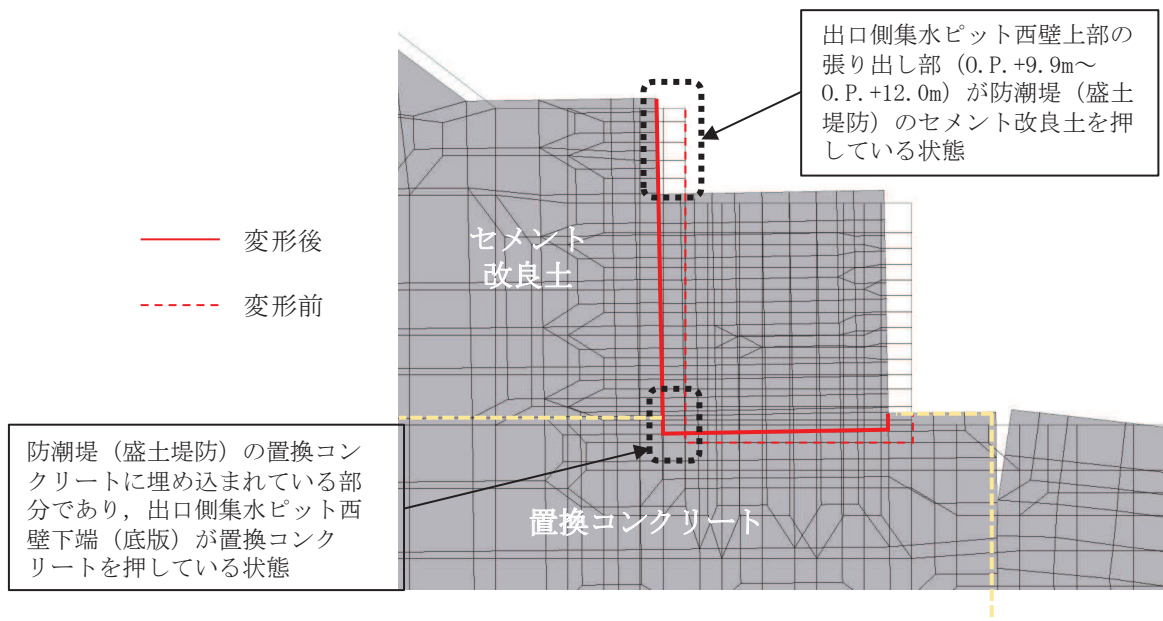 出口側集水ピット西壁上部の
張り出し部（O.P.+9.9m～
O.P.+12.0m）が防潮堤（盛土
堤防）のセメント改良土を押
している状態
変形後
変形前
セメント
改良土
防潮堤（盛土堤防）の置換コン
クリートに埋め込まれている部
分であり，出口側集水ピット西
壁下端（底版）が置換コンク
リートを押している状態
置換コンクリート